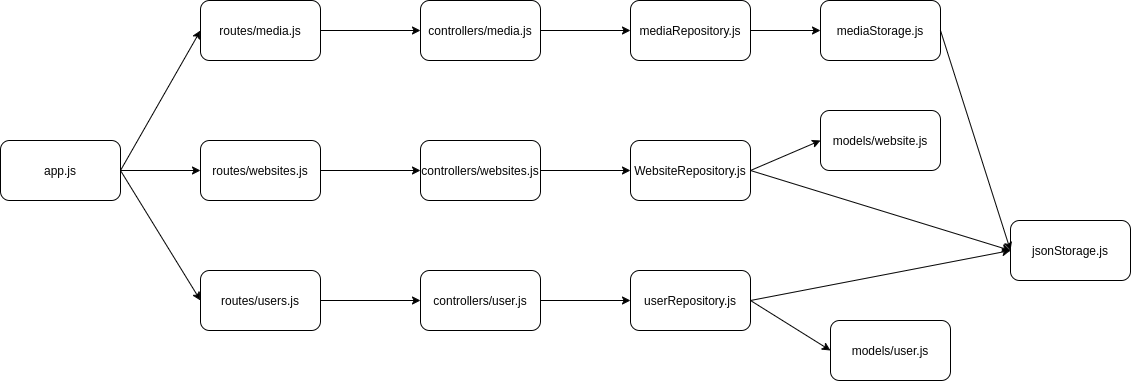 routes/media.js
controllers/media.js
mediaRepository.js
mediaStorage.js
app.js
routes/websites.js
controllers/websites.js
WebsiteRepository.js
models/website.js
jsonStorage.js
routes/users.js
controllers/user.js
userRepository.js
models/user.js